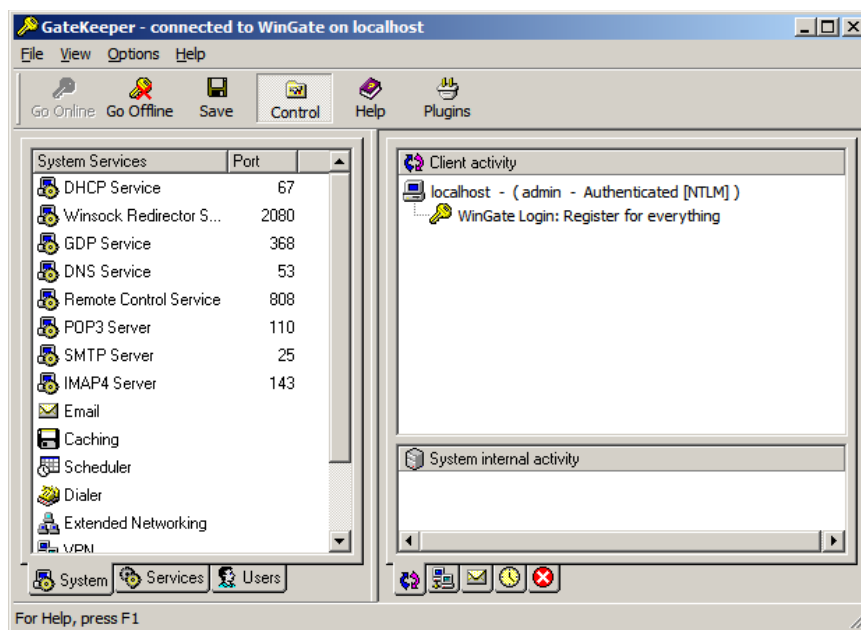 GateKeeper - connected to WinGate on localhost
File View Options Help
Go Online Go Offline Save Control Help Plugins
System Services Port
DHCP Service 67
Winsock Redirector S... 2080
GDP Service 368
DNS Service 53
Remote Control Service 808
POP3 Server 110
SMTP Server 25
IMAP4 Server 143
Email
Caching
Scheduler
Dialer
Extended Networking
VPN
System Services Users
Client activity
localhost - ( admin - Authenticated [NTLM] )
WinGate Login: Register for everything
System internal activity
For Help, press F1